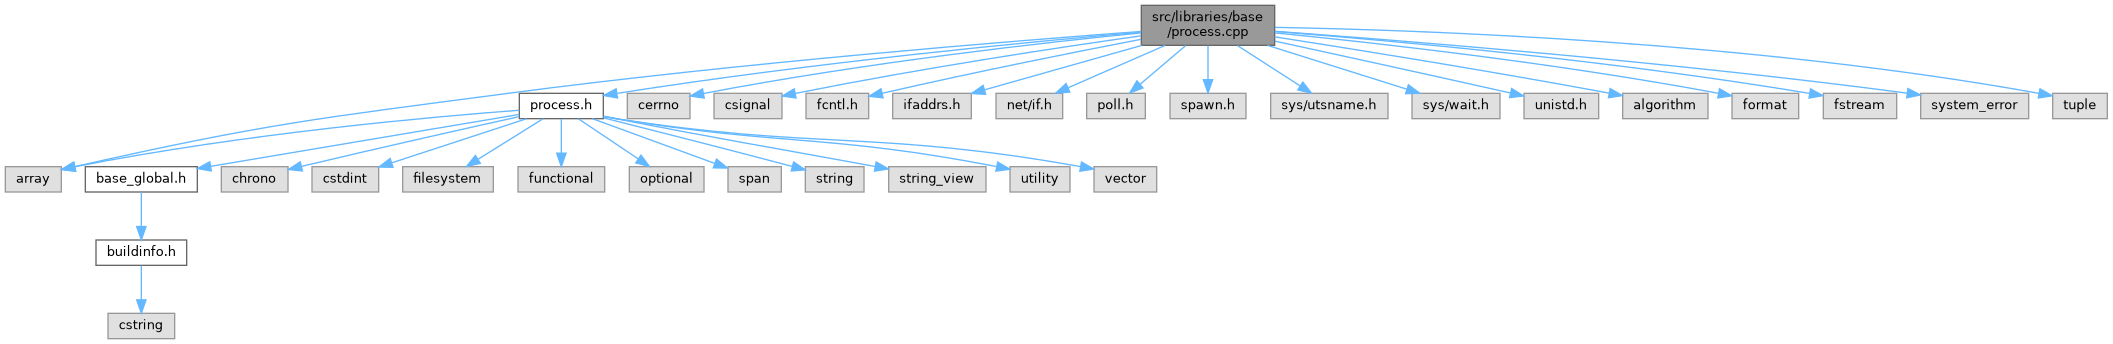 src/libraries/base
/process.cpp
process.h
cerrno
csignal
fcntl.h
ifaddrs.h
net/if.h
poll.h
spawn.h
sys/utsname.h
sys/wait.h
unistd.h
algorithm
format
fstream
system_error
tuple
array
base_global.h
chrono
cstdint
filesystem
functional
optional
span
string
string_view
utility
vector
buildinfo.h
cstring